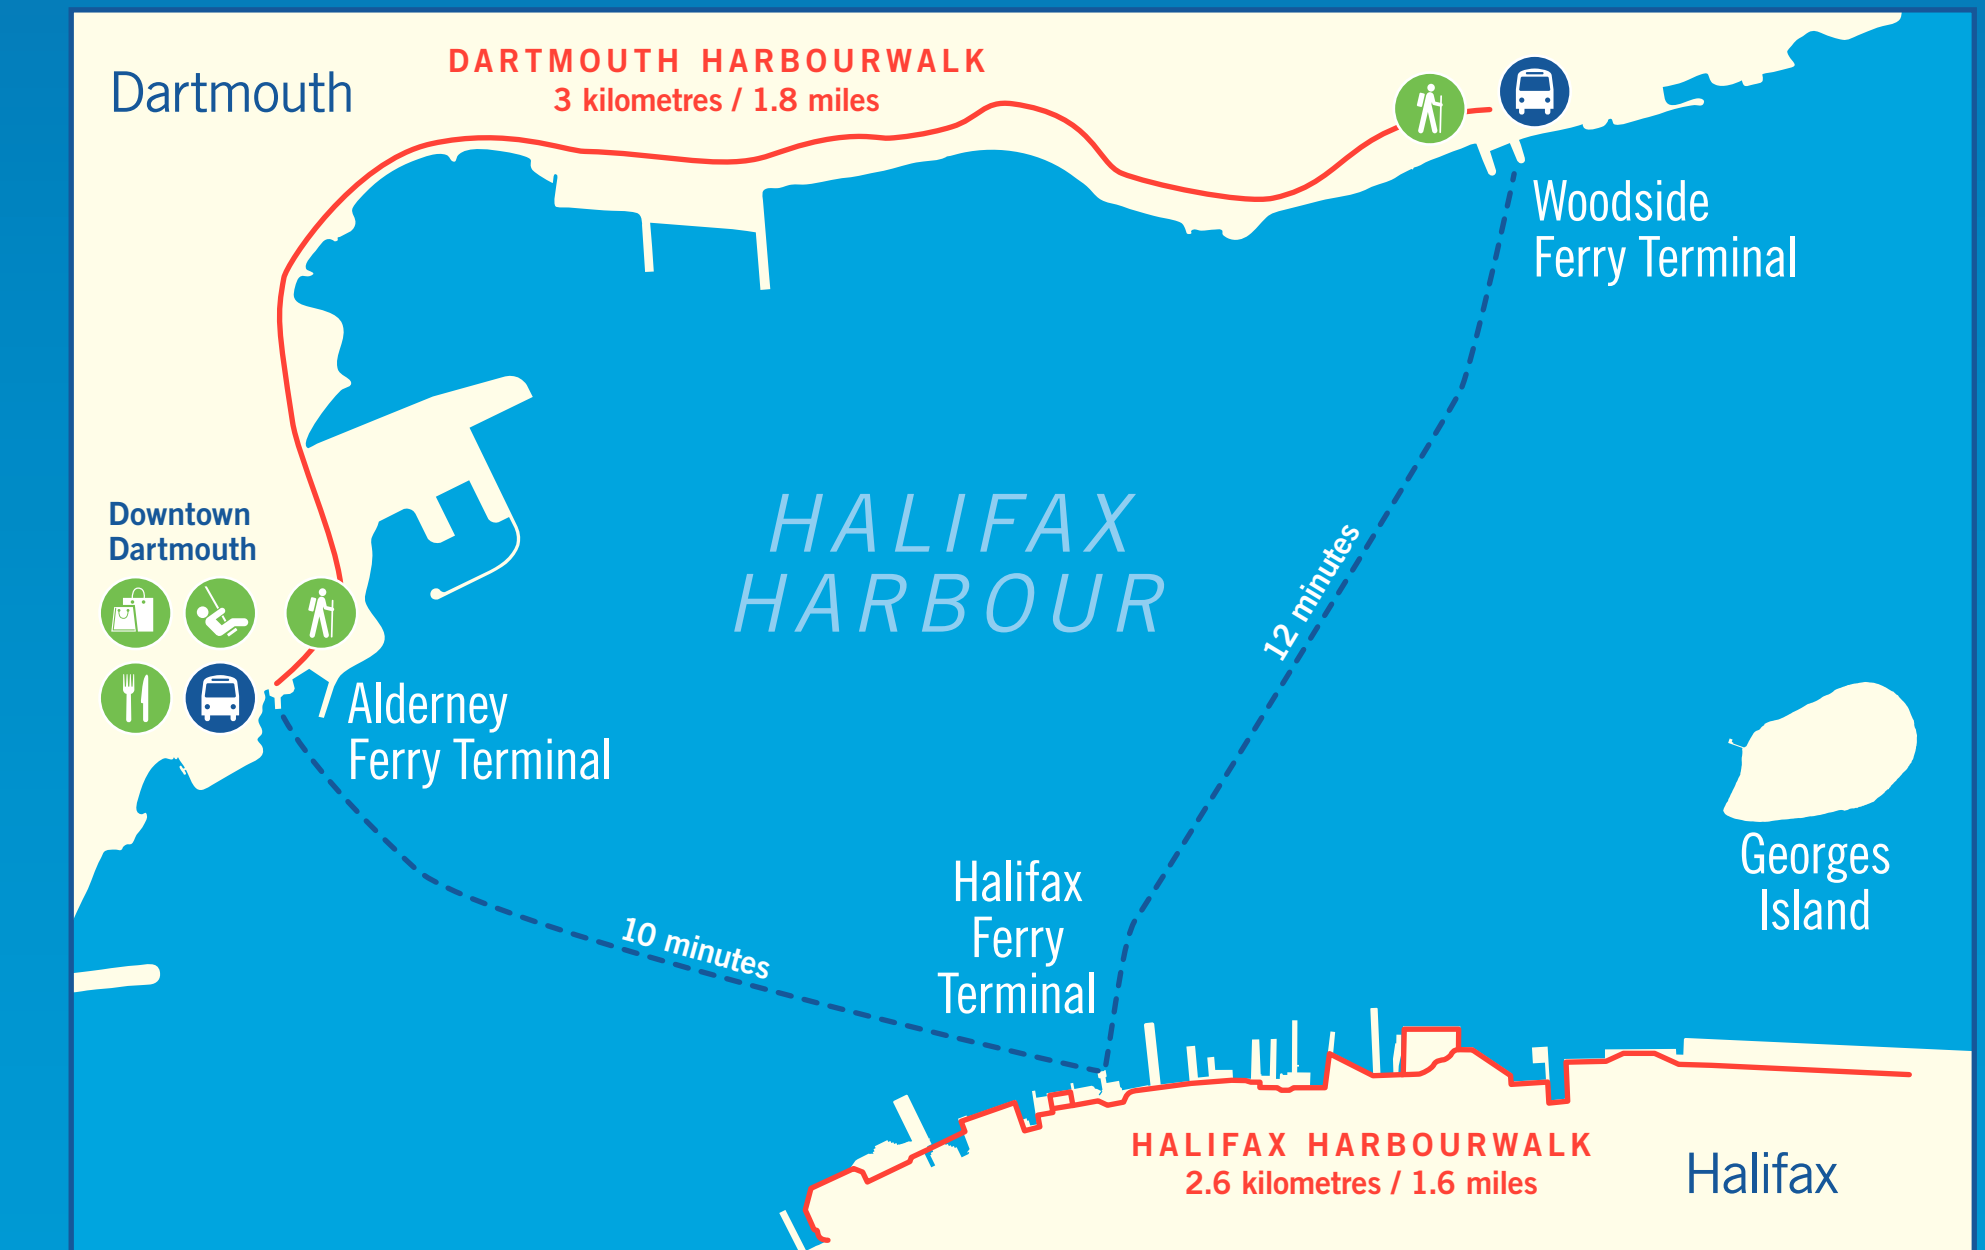 Dartmouth
DARTMOUTH HARBOURWALK
3 kilometres / 1.8 miles
Woodside
Ferry Terminal
HALIFAX
HARBOUR
Downtown
Dartmouth
12 minutes
Alderney
Ferry Terminal
Georges
Island
Halifax
Ferry
Terminal
10 minutes
HALIFAX HARBOURWALK
2.6 kilometres / 1.6 miles
Halifax